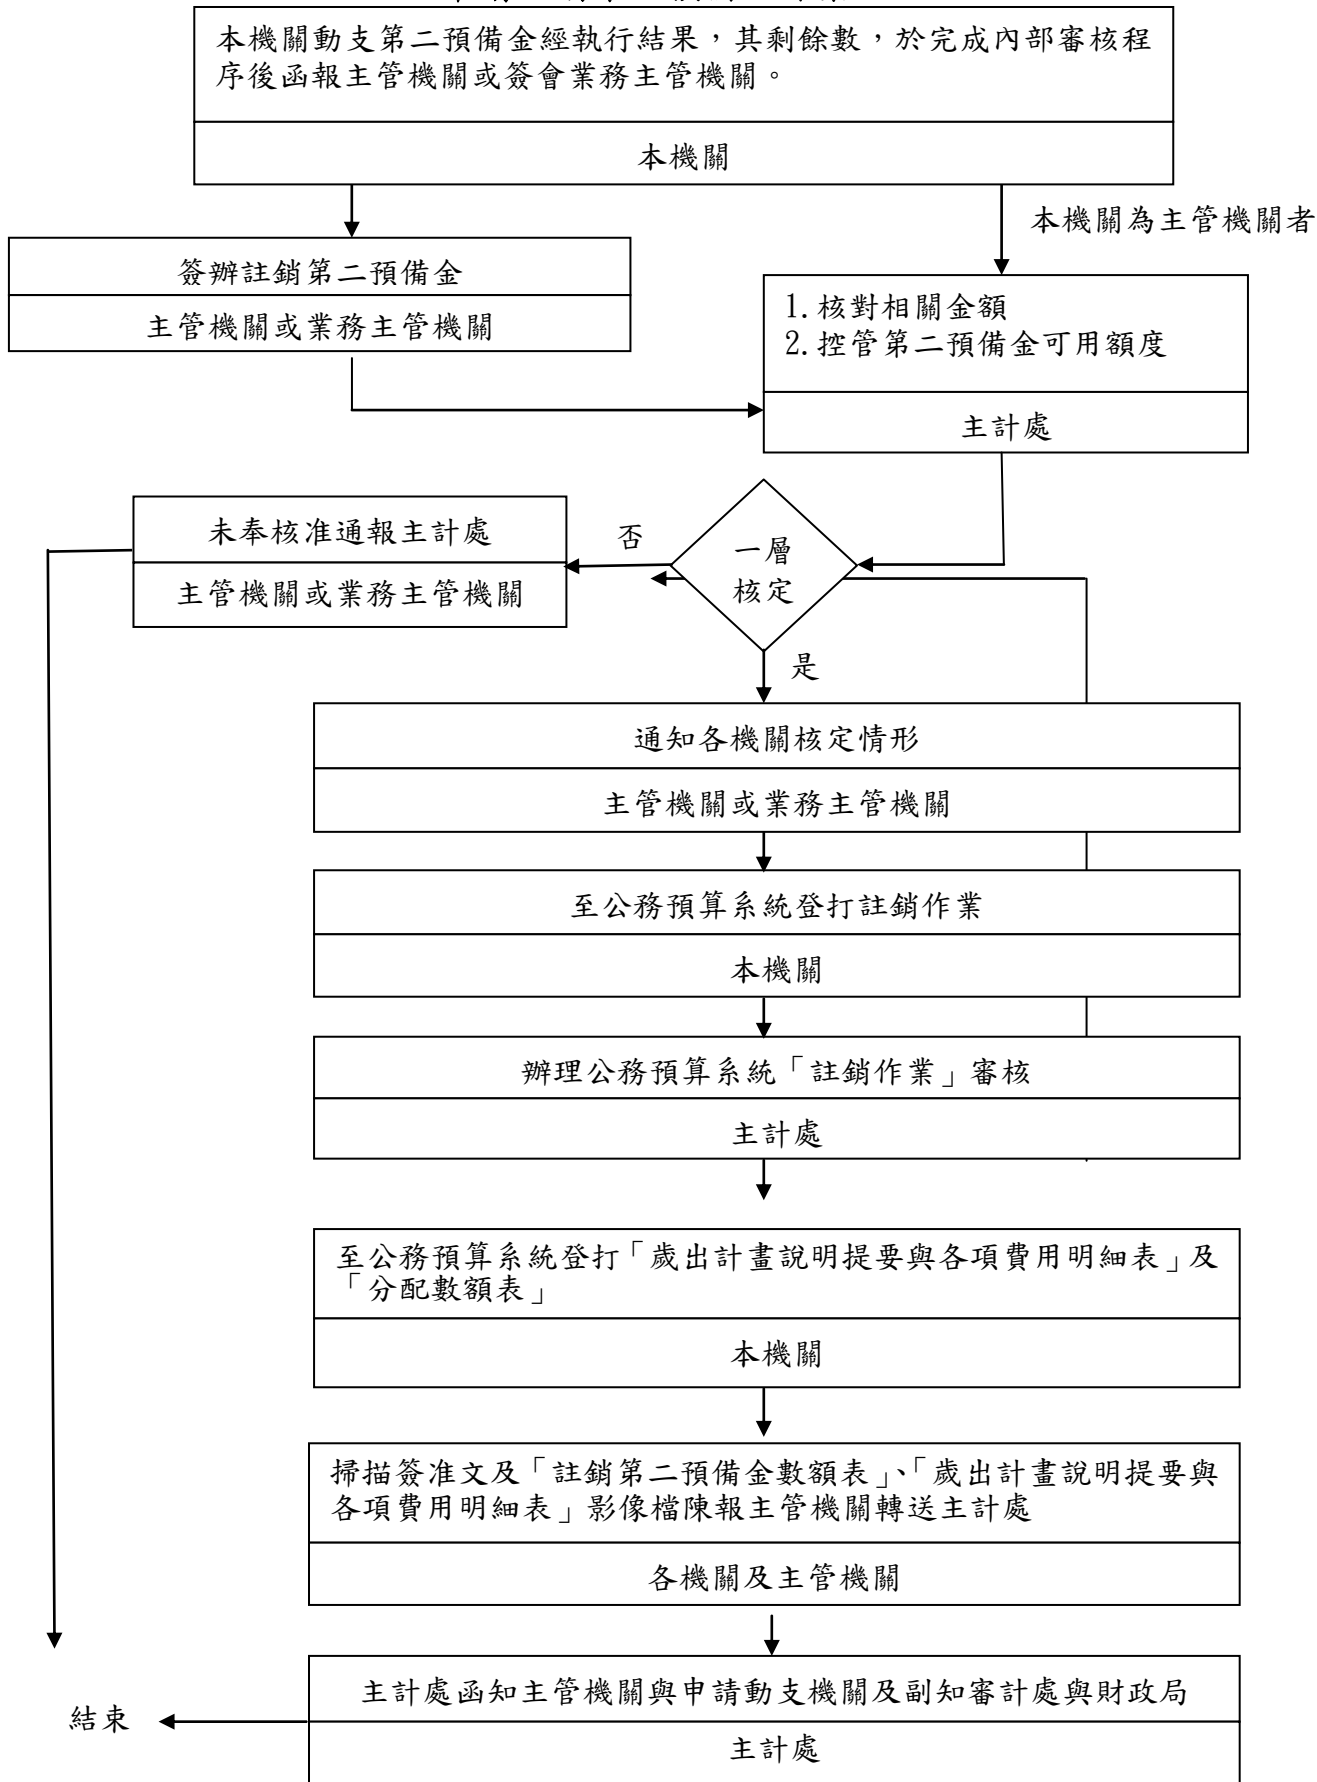 本機關動支第二預備金經執行結果，其剩餘數，於完成內部審核程
序後函報主管機關或簽會業務主管機關。
本機關
本機關為主管機關者
簽辦註銷第二預備金
主管機關或業務主管機關
1.核對相關金額
2.控管第二預備金可用額度
主計處
未奉核准通報主計處
主管機關或業務主管機關
否
一層
核定
是
通知各機關核定情形
主管機關或業務主管機關
至公務預算系統登打註銷作業
本機關
辦理公務預算系統「註銷作業」審核
主計處
至公務預算系統登打「歲出計畫說明提要與各項費用明細表」及
「分配數額表」
本機關
掃描簽准文及「註銷第二預備金數額表」、「歲出計畫說明提要與
各項費用明細表」影像檔陳報主管機關轉送主計處
各機關及主管機關
主計處函知主管機關與申請動支機關及副知審計處與財政局
主計處
結束